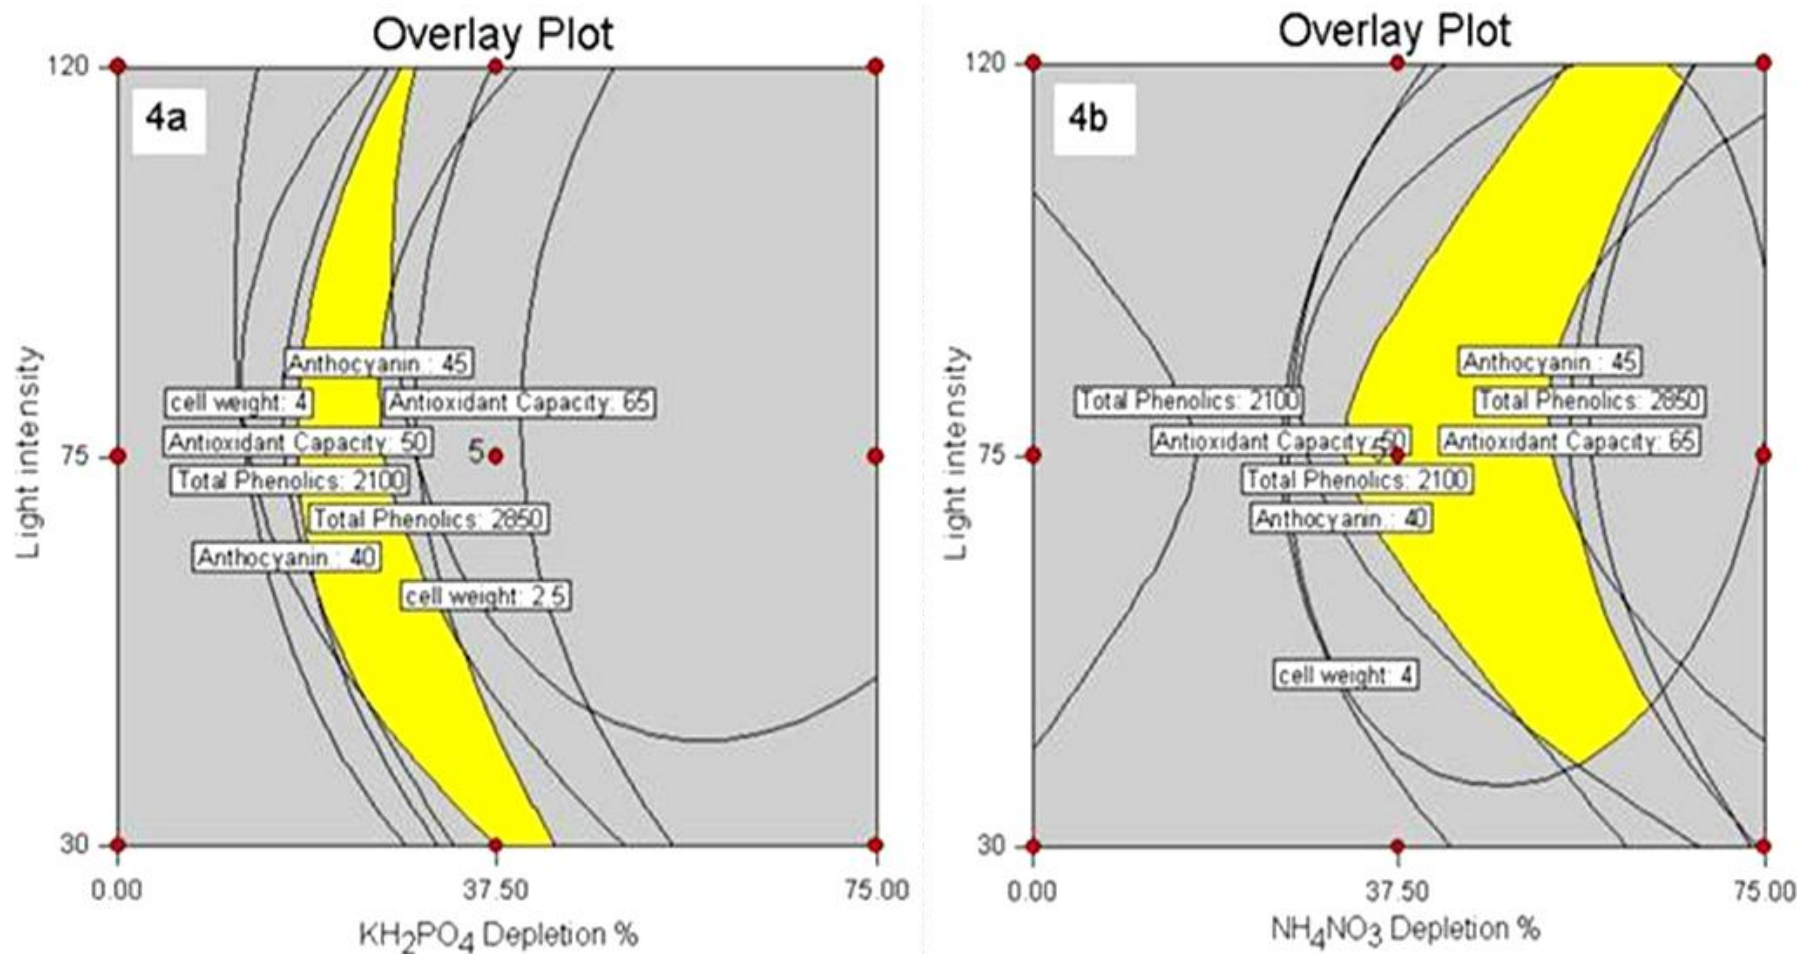 Overlay Plot
120
4a
Light intensity
Anthocyanin : 45
cell weight: 4
Antioxidant Capacity: 65
Antioxidant Capacity: 50
75
5
Total Phenolics: 2100
Total Phenolics: 2850
Anthocyanin : 40
cell weight: 2.5
30
0.00
37.50
75.00
KH2PO4 Depletion %
Overlay Plot
120
4b
Light intensity
Anthocyanin : 45
Total Phenolics: 2100
Total Phenolics: 2850
Antioxidant Capacity: 50
Antioxidant Capacity: 65
75
5
Total Phenolics: 2100
Anthocyanin : 40
cell weight: 4
30
0.00
37.50
75.00
NH4NO3 Depletion %